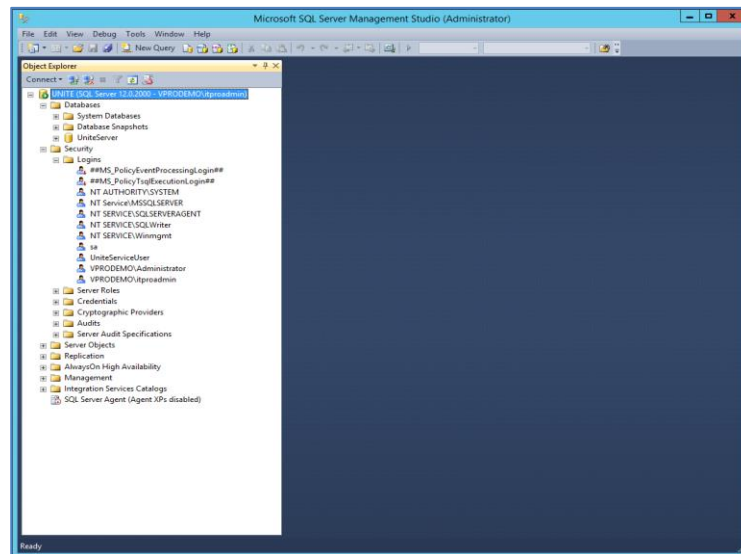 Microsoft SQL Server Management Studio (Administrator)
File Edit View Debug Tools Window Help
New Query
Object Explorer
Connect
UNITE (SQL Server 12.0.2000 - VPRODEMO\itproadmin)
Databases
System Databases
Database Snapshots
UniteServer
Security
Logins
##MS_PolicyEventProcessingLogin##
##MS_PolicyTsqlExecutionLogin##
NT AUTHORITY\SYSTEM
NT Service\MSSQLSERVER
NT SERVICE\SQLSERVERAGENT
NT SERVICE\SQLWriter
NT SERVICE\Winmgmt
sa
UniteServiceUser
VPRODEMO\Administrator
VPRODEMO\itproadmin
Server Roles
Credentials
Cryptographic Providers
Audits
Server Audit Specifications
Server Objects
Replication
AlwaysOn High Availability
Management
Integration Services Catalogs
SQL Server Agent (Agent XPs disabled)
Ready